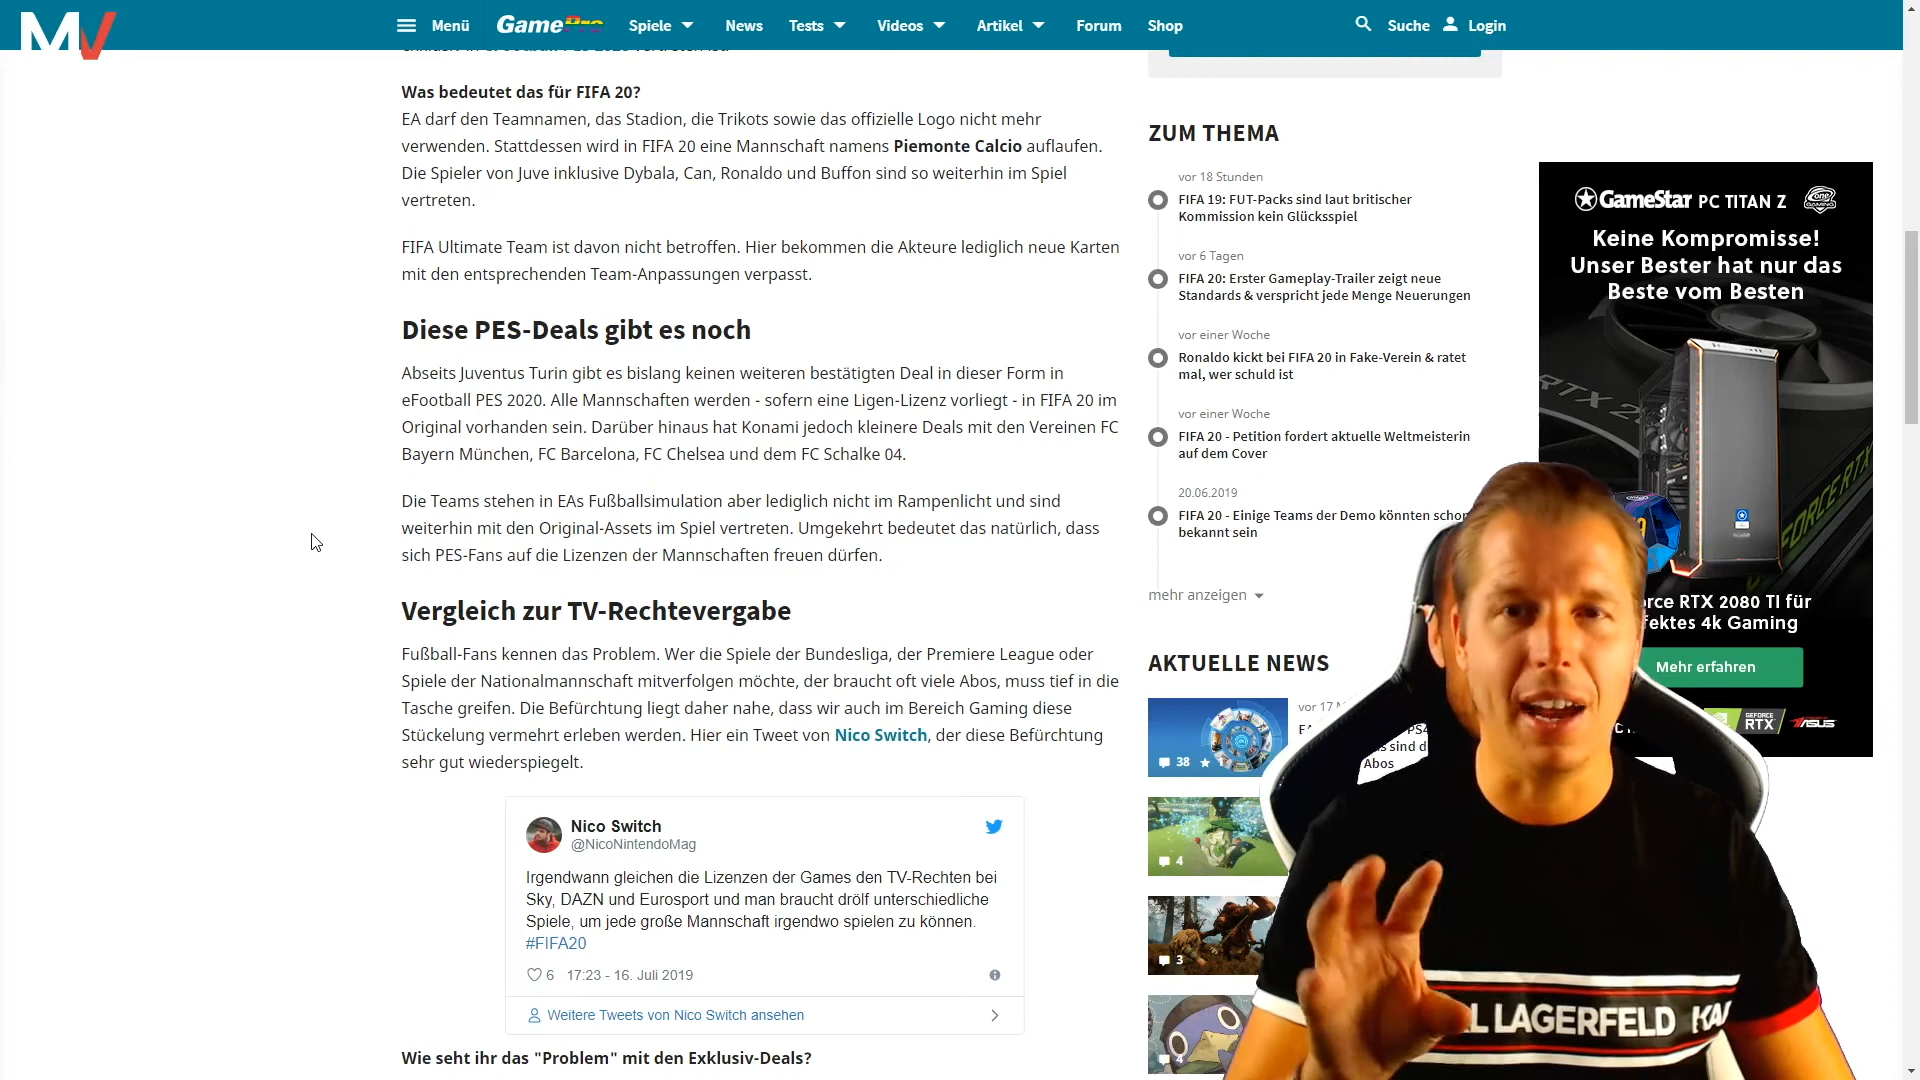 MV
Menü
GamePro
Spiele
News
Tests
Videos
Artikel
Forum
Shop
Suche
Login
Was bedeutet das für FIFA 20?
EA darf den Teamnamen, das Stadion, die Trikots sowie das offizielle Logo nicht mehr
verwenden. Stattdessen wird in FIFA 20 eine Mannschaft namens Piemonte Calcio auflaufen.
Die Spieler von Juve inklusive Dybala, Can, Ronaldo und Buffon sind so weiterhin im Spiel
vertreten.
FIFA Ultimate Team ist davon nicht betroffen. Hier bekommen die Akteure lediglich neue Karten
mit den entsprechenden Team-Anpassungen verpasst.
Diese PES-Deals gibt es noch
Abseits Juventus Turin gibt es bislang keinen weiteren bestätigten Deal in dieser Form in
eFootball PES 2020. Alle Mannschaften werden - sofern eine Ligen-Lizenz vorliegt - in FIFA 20 im
Original vorhanden sein. Darüber hinaus hat Konami jedoch kleinere Deals mit den Vereinen FC
Bayern München, FC Barcelona, FC Chelsea und dem FC Schalke 04.
Die Teams stehen in EAs Fußballsimulation aber lediglich nicht im Rampenlicht und sind
weiterhin mit den Original-Assets im Spiel vertreten. Umgekehrt bedeutet das natürlich, dass
sich PES-Fans auf die Lizenzen der Mannschaften freuen dürfen.
Vergleich zur TV-Rechtevergabe
Fußball-Fans kennen das Problem. Wer die Spiele der Bundesliga, der Premiere League oder
Spiele der Nationalmannschaft mitverfolgen möchte, der braucht oft viele Abos, muss tief in die
Tasche greifen. Die Befürchtung liegt daher nahe, dass wir auch im Bereich Gaming diese
Stückelung vermehrt erleben werden. Hier ein Tweet von Nico Switch, der diese Befürchtung
sehr gut wiederspiegelt.
Nico Switch
@NicoNintendoMag
Irgendwann gleichen die Lizenzen der Games den TV-Rechten bei
Sky, DAZN und Eurosport und man braucht drölf unterschiedliche
Spiele, um jede große Mannschaft irgendwo spielen zu können.
#FIFA20
6 17:23 - 16. Juli 2019
Weitere Tweets von Nico Switch ansehen
Wie seht ihr das "Problem" mit den Exklusiv-Deals?
ZUM THEMA
vor 18 Stunden
FIFA 19: FUT-Packs sind laut britischer
Kommission kein Glücksspiel
vor 6 Tagen
FIFA 20: Erster Gameplay-Trailer zeigt neue
Standards & verspricht jede Menge Neuerungen
vor einer Woche
Ronaldo kickt bei FIFA 20 in Fake-Verein & ratet
mal, wer schuld ist
vor einer Woche
FIFA 20 - Petition fordert aktuelle Weltmeisterin
auf dem Cover
20.06.2019
FIFA 20 - Einige Teams der Demo könnten schon
bekannt sein
mehr anzeigen
AKTUELLE NEWS
vor 17
sind
Abos
38
4
3
4
GameStar PC TITAN Z
Keine Kompromisse!
Unser Bester hat nur das
Beste vom Besten
RTX 2080 TI für
4k Gaming
Mehr erfahren
GEFORCE
RTX
ASUS
LAGERFELD